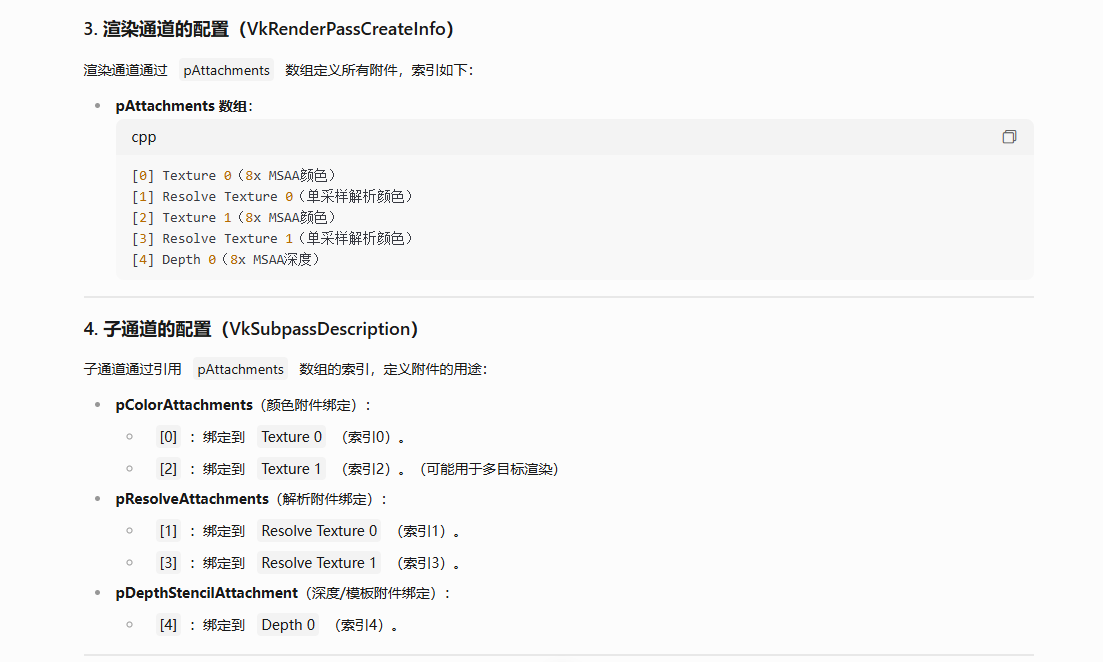 3. 渲染通道的配置（VkRenderPassCreateInfo）
渲染通道通过 pAttachments 数组定义所有附件，索引如下：
pAttachments 数组：
cpp
[0] Texture 0（8x MSAA颜色）
[1] Resolve Texture 0（单采样解析颜色）
[2] Texture 1（8x MSAA颜色）
[3] Resolve Texture 1（单采样解析颜色）
[4] Depth 0（8x MSAA深度）
4. 子通道的配置（VkSubpassDescription）
子通道通过引用 pAttachments 数组的索引，定义附件的用途：
pColorAttachments（颜色附件绑定）：
[0] ：绑定到 Texture 0 （索引0）。
[2] ：绑定到 Texture 1 （索引2）。（可能用于多目标渲染）
pResolveAttachments（解析附件绑定）：
[1] ：绑定到 Resolve Texture 0 （索引1）。
[3] ：绑定到 Resolve Texture 1 （索引3）。
pDepthStencilAttachment（深度/模板附件绑定）：
[4] ：绑定到 Depth 0 （索引4）。